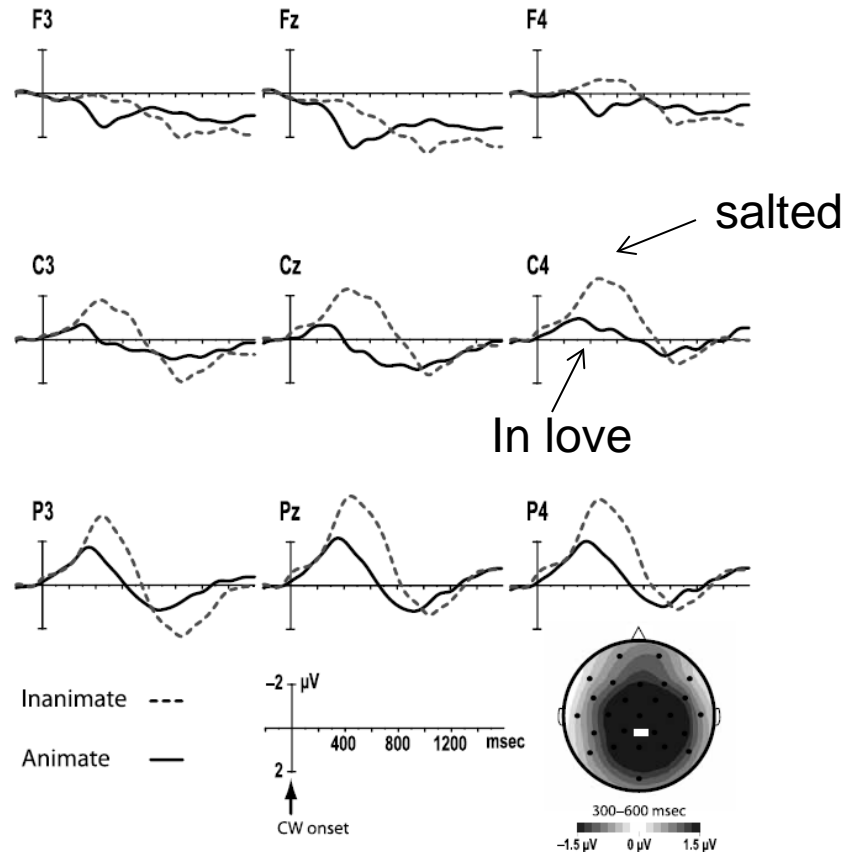 F3 Fz F4
salted
C3 Cz C4
In love
P3 Pz P4
Inanimate ---
Animate —
–2 µV
400 800 1200 msec
2
CW onset
300–600 msec
–1.5 µV 0 µV 1.5 µV